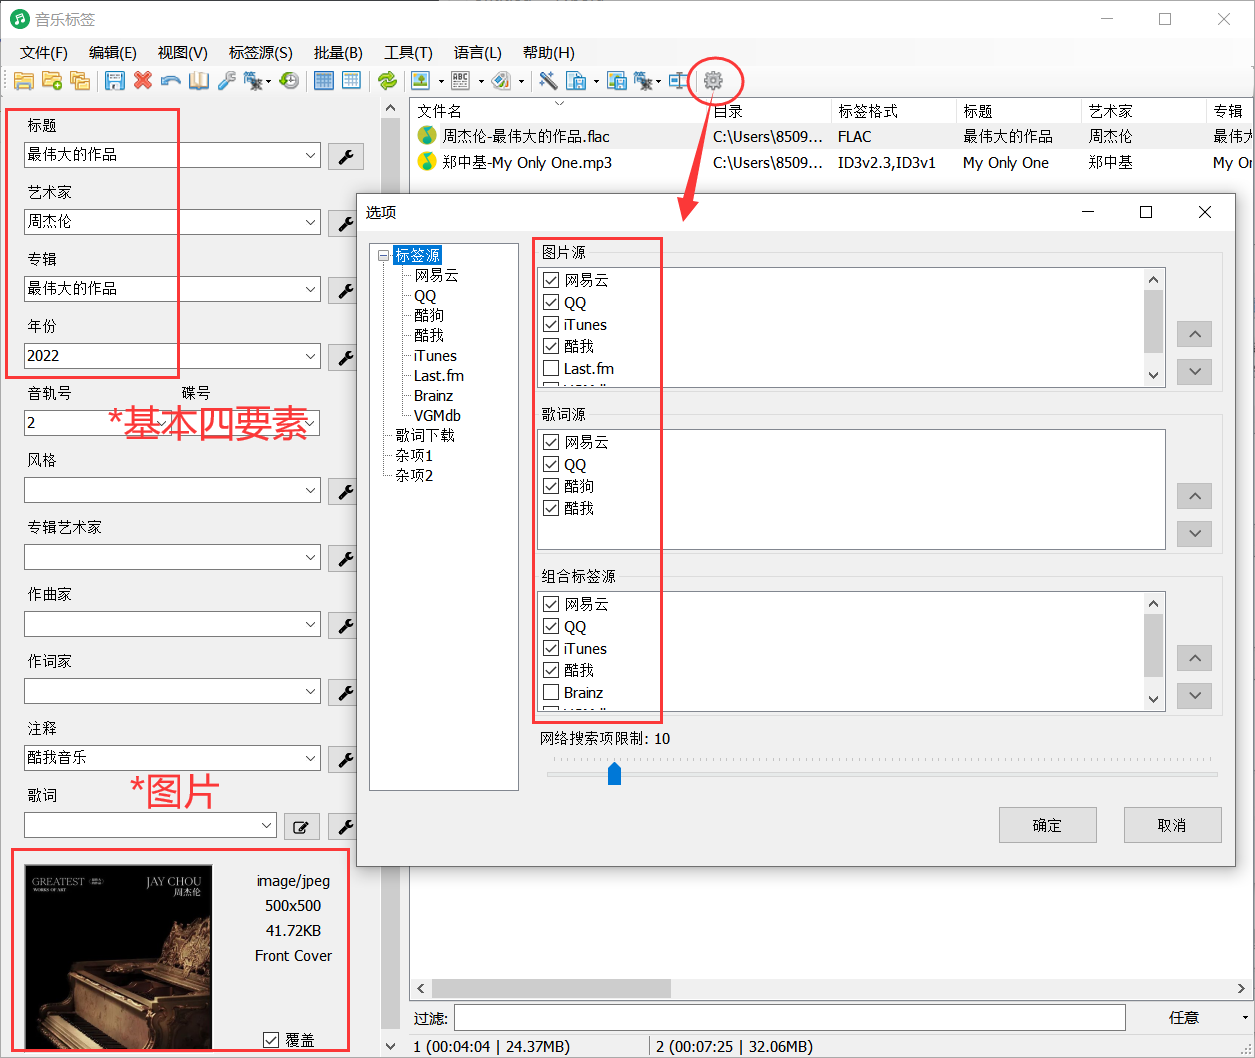 音乐标签
文件(F) 编辑(E) 视图(V) 标签源(S) 批量(B) 工具(T) 语言(L) 帮助(H)
ABC
标题
最伟大的作品
艺术家
周杰伦
专辑
最伟大的作品
年份
2022
音轨号 碟号
2
*基本四要素
风格
专辑艺术家
作曲家
作词家
注释
酷我音乐
*图片
歌词
GREATEST
WORKS OF ART
JAY CHOU
周杰伦
image/jpeg
500x500
41.72KB
Front Cover
覆盖
文件名 目录 标签格式 标题 艺术家 专辑
周杰伦-最伟大的作品.flac C:\Users\8509... FLAC 最伟大的作品 周杰伦 最伟大
郑中基-My Only One.mp3 C:\Users\8509... ID3v2.3,ID3v1 My Only One 郑中基 My Or
选项
标签源
网易云
QQ
酷狗
酷我
iTunes
Last.fm
Brainz
VGMdb
歌词下载
杂项1
杂项2
图片源
网易云
QQ
iTunes
酷我
Last.fm
歌词源
网易云
QQ
酷狗
酷我
组合标签源
网易云
QQ
iTunes
酷我
Brainz
网络搜索项限制: 10
确定 取消
过滤: 任意
1 (00:04:04 | 24.37MB) 2 (00:07:25 | 32.06MB)